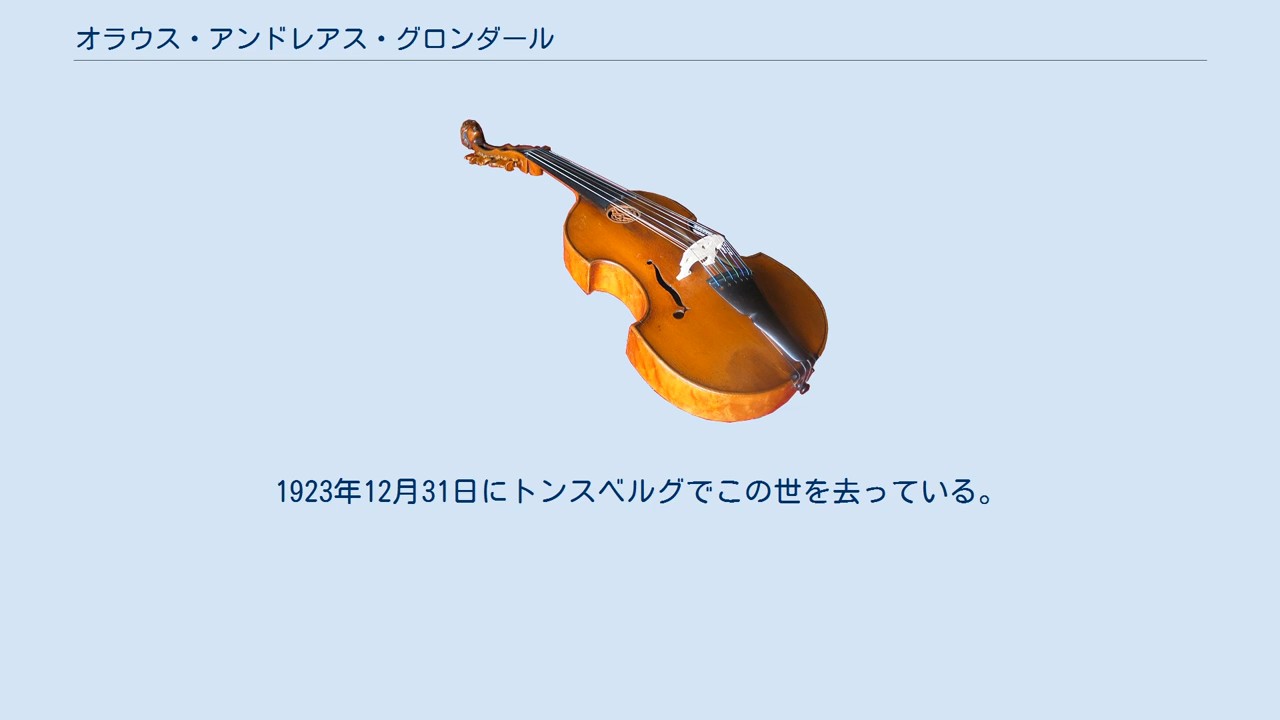 オラウス・アンドレアス・グロンダール
1923年12月31日にトンスベルグでこの世を去っている。